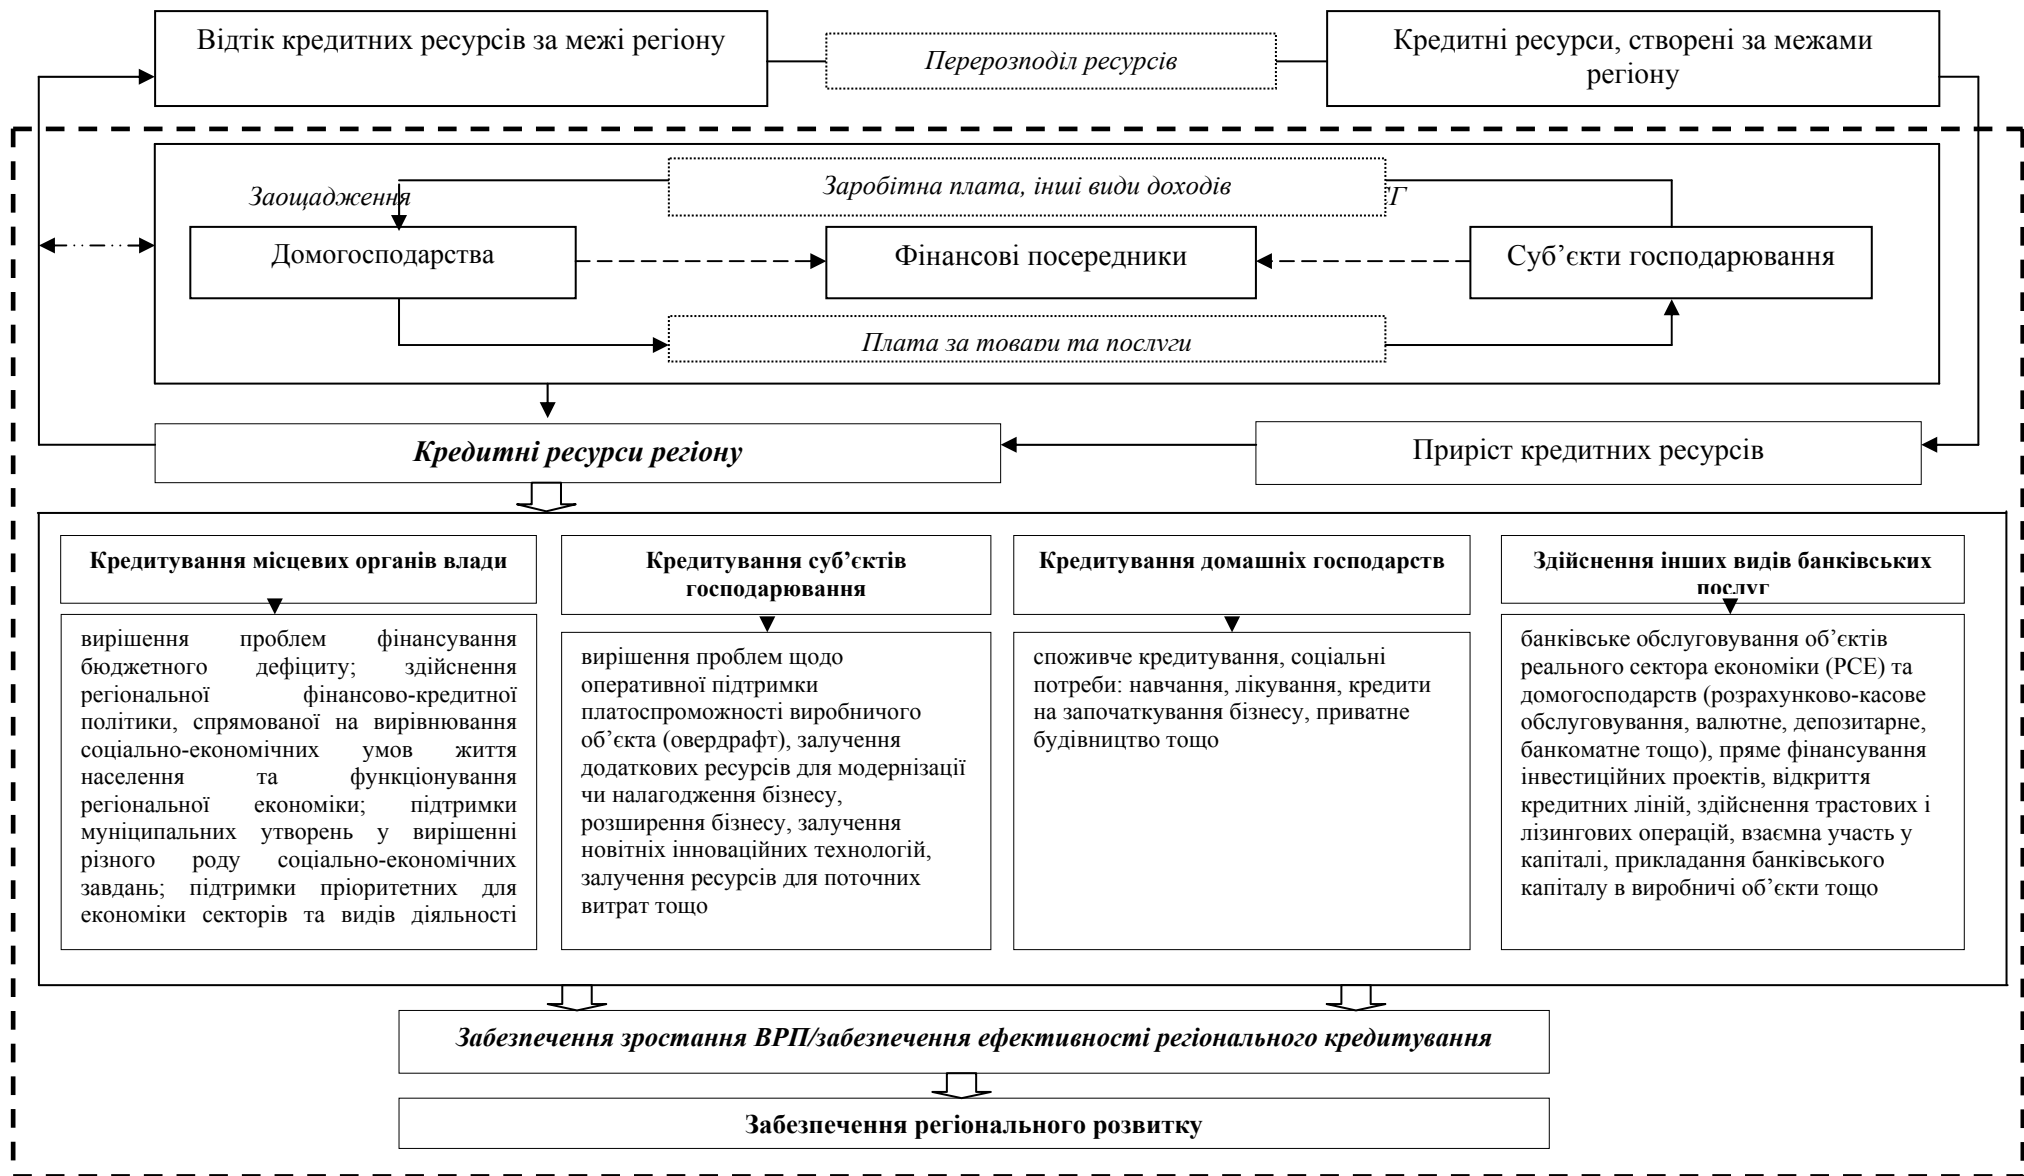 Відтік кредитних ресурсів за межі регіону
Перерозподіл ресурсів
Кредитні ресурси, створені за межами
регіону
Заощадження
Заробітна плата, інші види доходів
Домогосподарства
Фінансові посередники
Суб’єкти господарювання
Плата за товари та послуги
Кредитні ресурси регіону
Приріст кредитних ресурсів
Кредитування місцевих органів влади
вирішення проблем фінансування
бюджетного дефіциту; здійснення
регіональної фінансово-кредитної
політики, спрямованої на вирівнювання
соціально-економічних умов життя
населення та функціонування
регіональної економіки; підтримки
муніципальних утворень у вирішенні
різного роду соціально-економічних
завдань; підтримки пріоритетних для
економіки секторів та видів діяльності
Кредитування суб’єктів
господарювання
вирішення проблем щодо
оперативної підтримки
платоспроможності виробничого
об’єкта (овердрафт), залучення
додаткових ресурсів для модернізації
чи налагодження бізнесу,
розширення бізнесу, залучення
новітніх інноваційних технологій,
залучення ресурсів для поточних
витрат тощо
Кредитування домашніх господарств
споживче кредитування, соціальні
потреби: навчання, лікування, кредити
на започаткування бізнесу, приватне
будівництво тощо
Здійснення інших видів банківських
послуг
банківське обслуговування об’єктів
реального сектора економіки (РСЕ) та
домогосподарств (розрахунково-касове
обслуговування, валютне, депозитарне,
банкоматне тощо), пряме фінансування
інвестиційних проектів, відкриття
кредитних ліній, здійснення трастових і
лізингових операцій, взаємна участь у
капіталі, прикладання банківського
капіталу в виробничі об’єкти тощо
Забезпечення зростання ВРП/забезпечення ефективності регіонального кредитування
Забезпечення регіонального розвитку